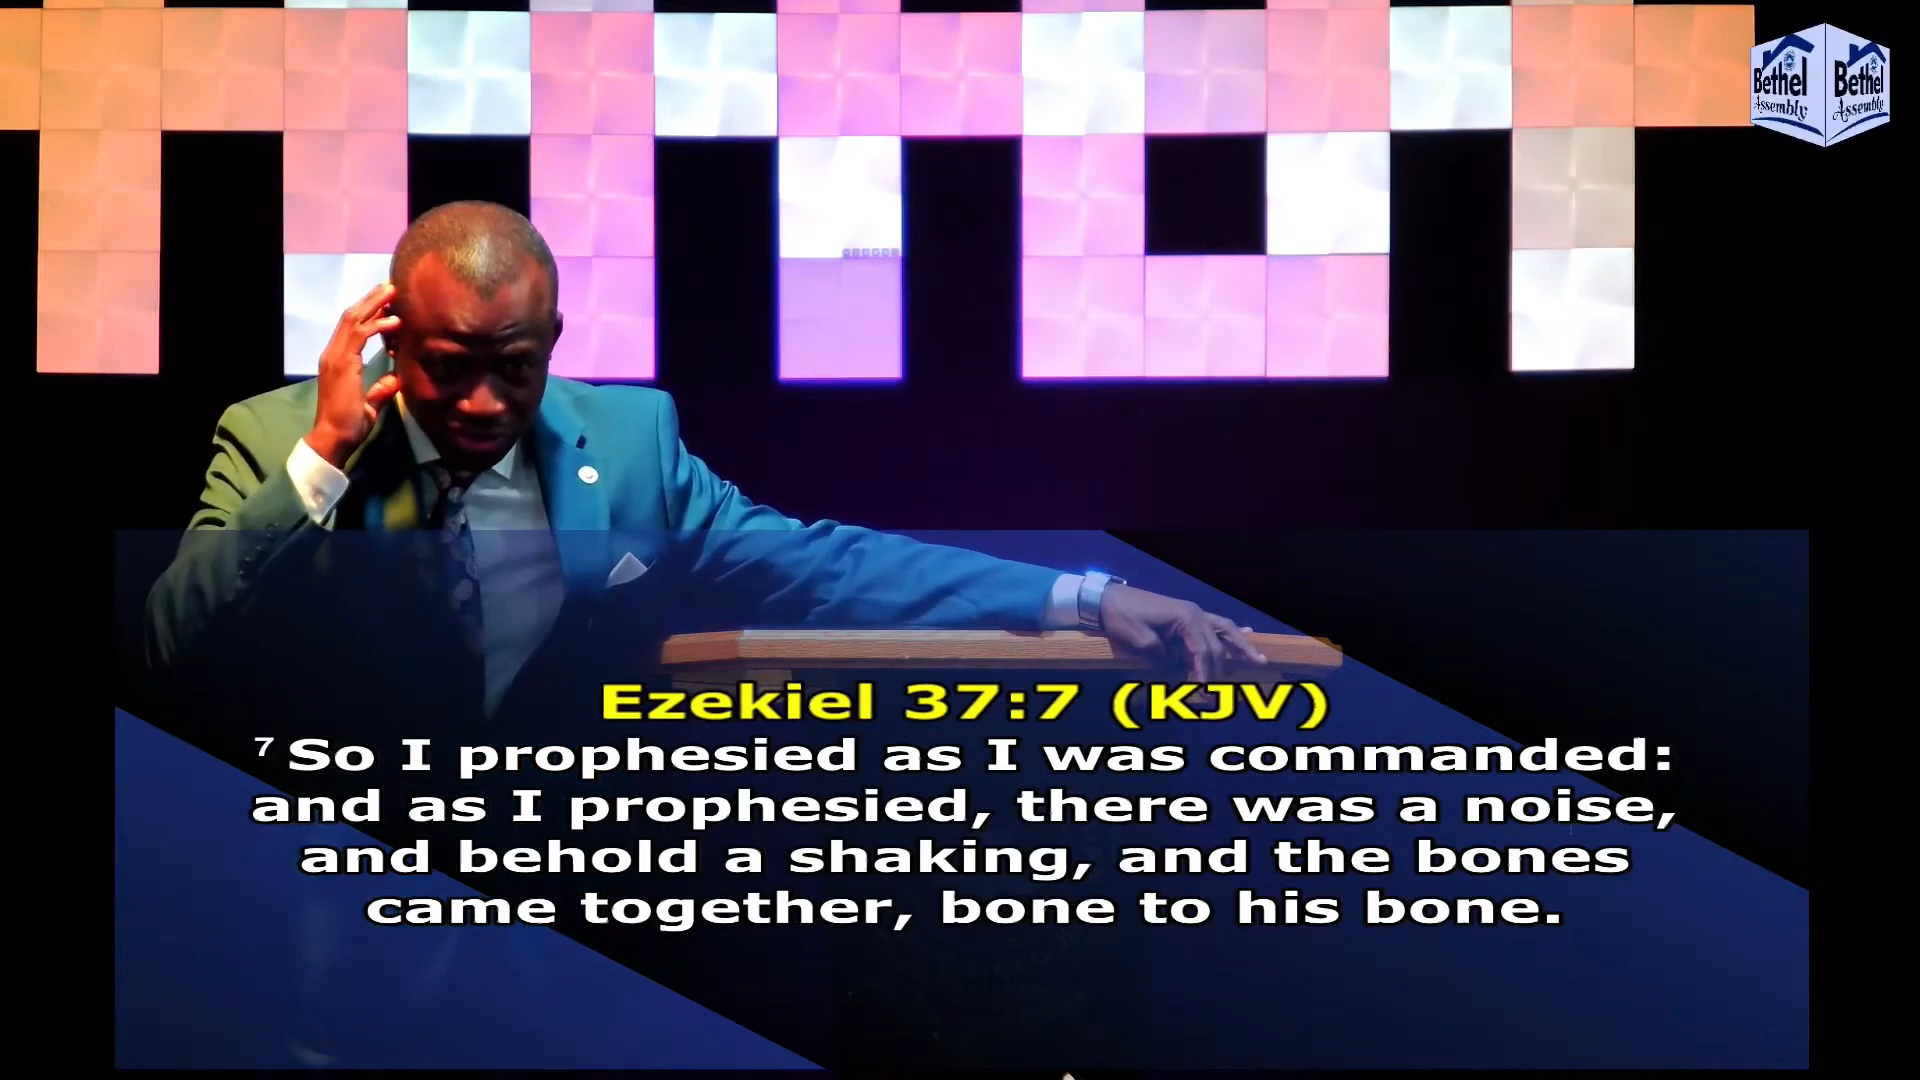 Bethel Bethel
Assembly Assembly
Ezekiel 37:7 (KJV)
7 So I prophesied as I was commanded:
and as I prophesied, there was a noise,
and behold a shaking, and the bones
came together, bone to his bone.